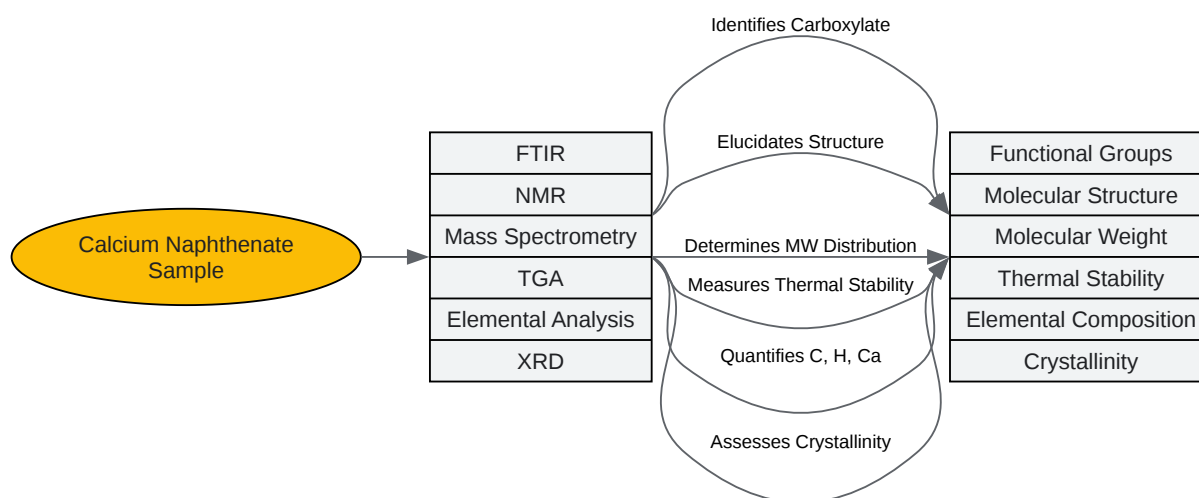 Calcium Naphthenate
Sample
FTIR
NMR
Mass Spectrometry
TGA
Elemental Analysis
XRD
Identifies Carboxylate
Elucidates Structure
Determines MW Distribution
Measures Thermal Stability
Quantifies C, H, Ca
Assesses Crystallinity
Functional Groups
Molecular Structure
Molecular Weight
Thermal Stability
Elemental Composition
Crystallinity